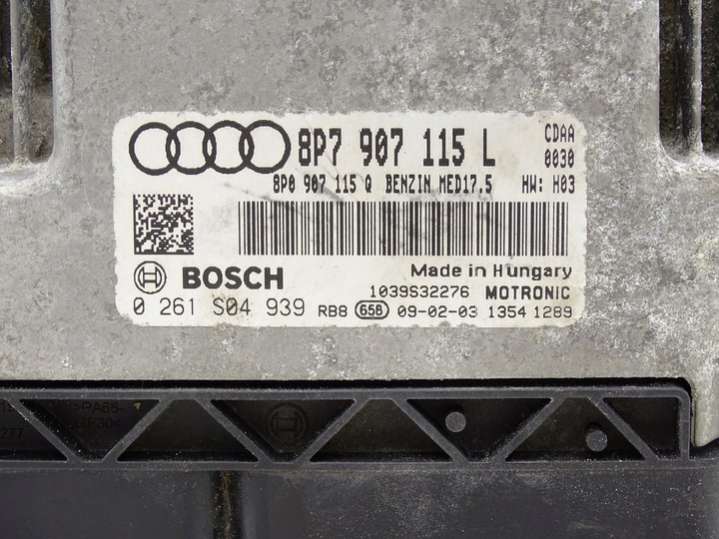 8P7 907 115 L CDAA
0030
8P0 907 115 Q BENZIN MED17.5 HW: H03
BOSCH Made in Hungary
1039S32276 MOTRONIC
0 261 S04 939 RB8 658 09-02-03 1354 1289